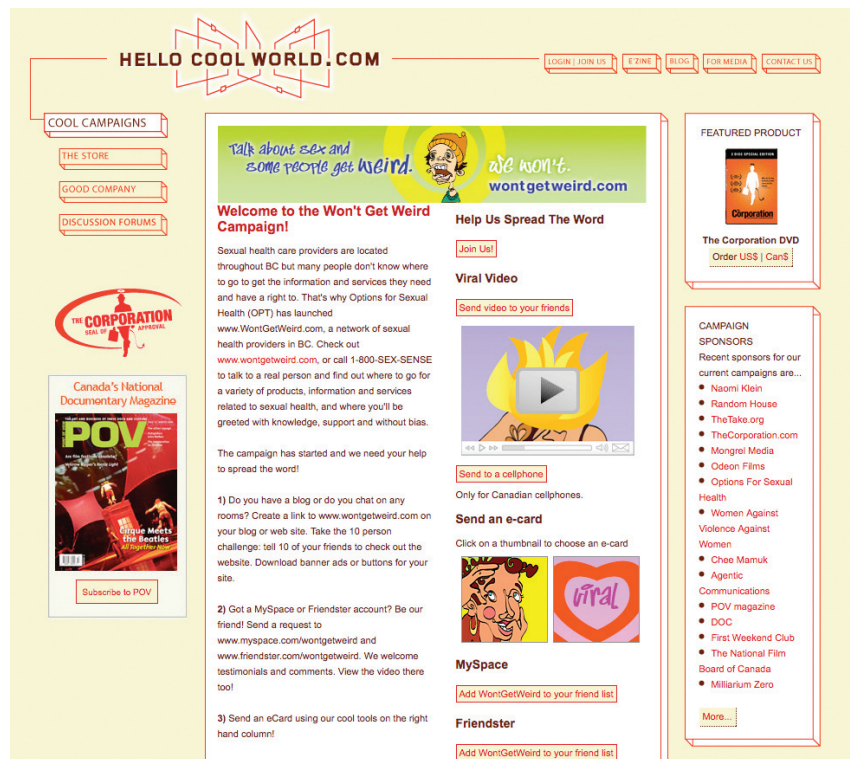 HELLO COOL WORLD.COM
LOGIN | JOIN US
E'ZINE
BLOG
FOR MEDIA
CONTACT US
COOL CAMPAIGNS
THE STORE
GOOD COMPANY
DISCUSSION FORUMS
THE CORPORATION
SEAL OF APPROVAL
Canada's National
Documentary Magazine
POV
Cirque Meets
the Beatles
All Together Now
Subscribe to POV
Talk about sex and
some people get weird.
we won't.
wontgetweird.com
Welcome to the Won't Get Weird
Campaign!
Sexual health care providers are located
throughout BC but many people don't know where
to go to get the information and services they need
and have a right to. That's why Options for Sexual
Health (OPT) has launched
www.WontGetWeird.com, a network of sexual
health providers in BC. Check out
www.wontgetweird.com, or call 1-800-SEX-SENSE
to talk to a real person and find out where to go for
a variety of products, information and services
related to sexual health, and where you'll be
greeted with knowledge, support and without bias.
The campaign has started and we need your help
to spread the word!
1) Do you have a blog or do you chat on any
rooms? Create a link to www.wontgetweird.com on
your blog or web site. Take the 10 person
challenge: tell 10 of your friends to check out the
website. Download banner ads or buttons for your
site.
2) Got a MySpace or Friendster account? Be our
friend! Send a request to
www.myspace.com/wontgetweird and
www.friendster.com/wontgetweird. We welcome
testimonials and comments. View the video there
too!
3) Send an eCard using our cool tools on the right
hand column!
Help Us Spread The Word
Join Us!
Viral Video
Send video to your friends
Send to a cellphone
Only for Canadian cellphones.
Send an e-card
Click on a thumbnail to choose an e-card
viral
MySpace
Add WontGetWeird to your friend list
Friendster
Add WontGetWeird to your friend list
FEATURED PRODUCT
Corporation
The Corporation DVD
Order US$ | Can$
CAMPAIGN
SPONSORS
Recent sponsors for our
current campaigns are...
Naomi Klein
Random House
TheTake.org
TheCorporation.com
Mongrel Media
Odeon Films
Options For Sexual
Health
Women Against
Violence Against
Women
Chee Mamuk
Agentic
Communications
POV magazine
DOC
First Weekend Club
The National Film
Board of Canada
Milliarium Zero
More...